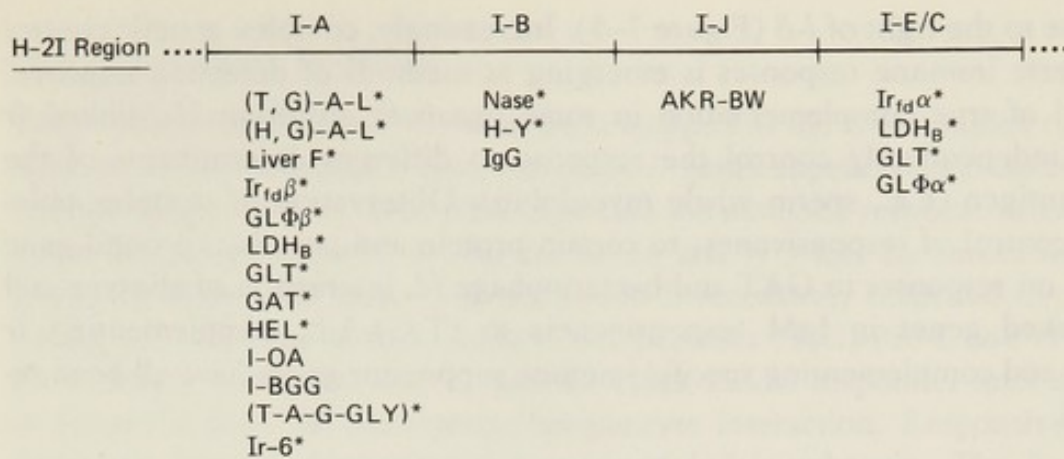 I-A I-B I-J I-E/C
H-2I Region
(T, G)-A-L* Nase* AKR-BW Ir_fdα*
(H, G)-A-L* H-Y* LDH_B*
Liver F* IgG GLT*
Ir_fdβ* GLΦα*
GLΦβ*
LDH_B*
GLT*
GAT*
HEL*
I-OA
I-BGG
(T-A-G-GLY)*
Ir-6*